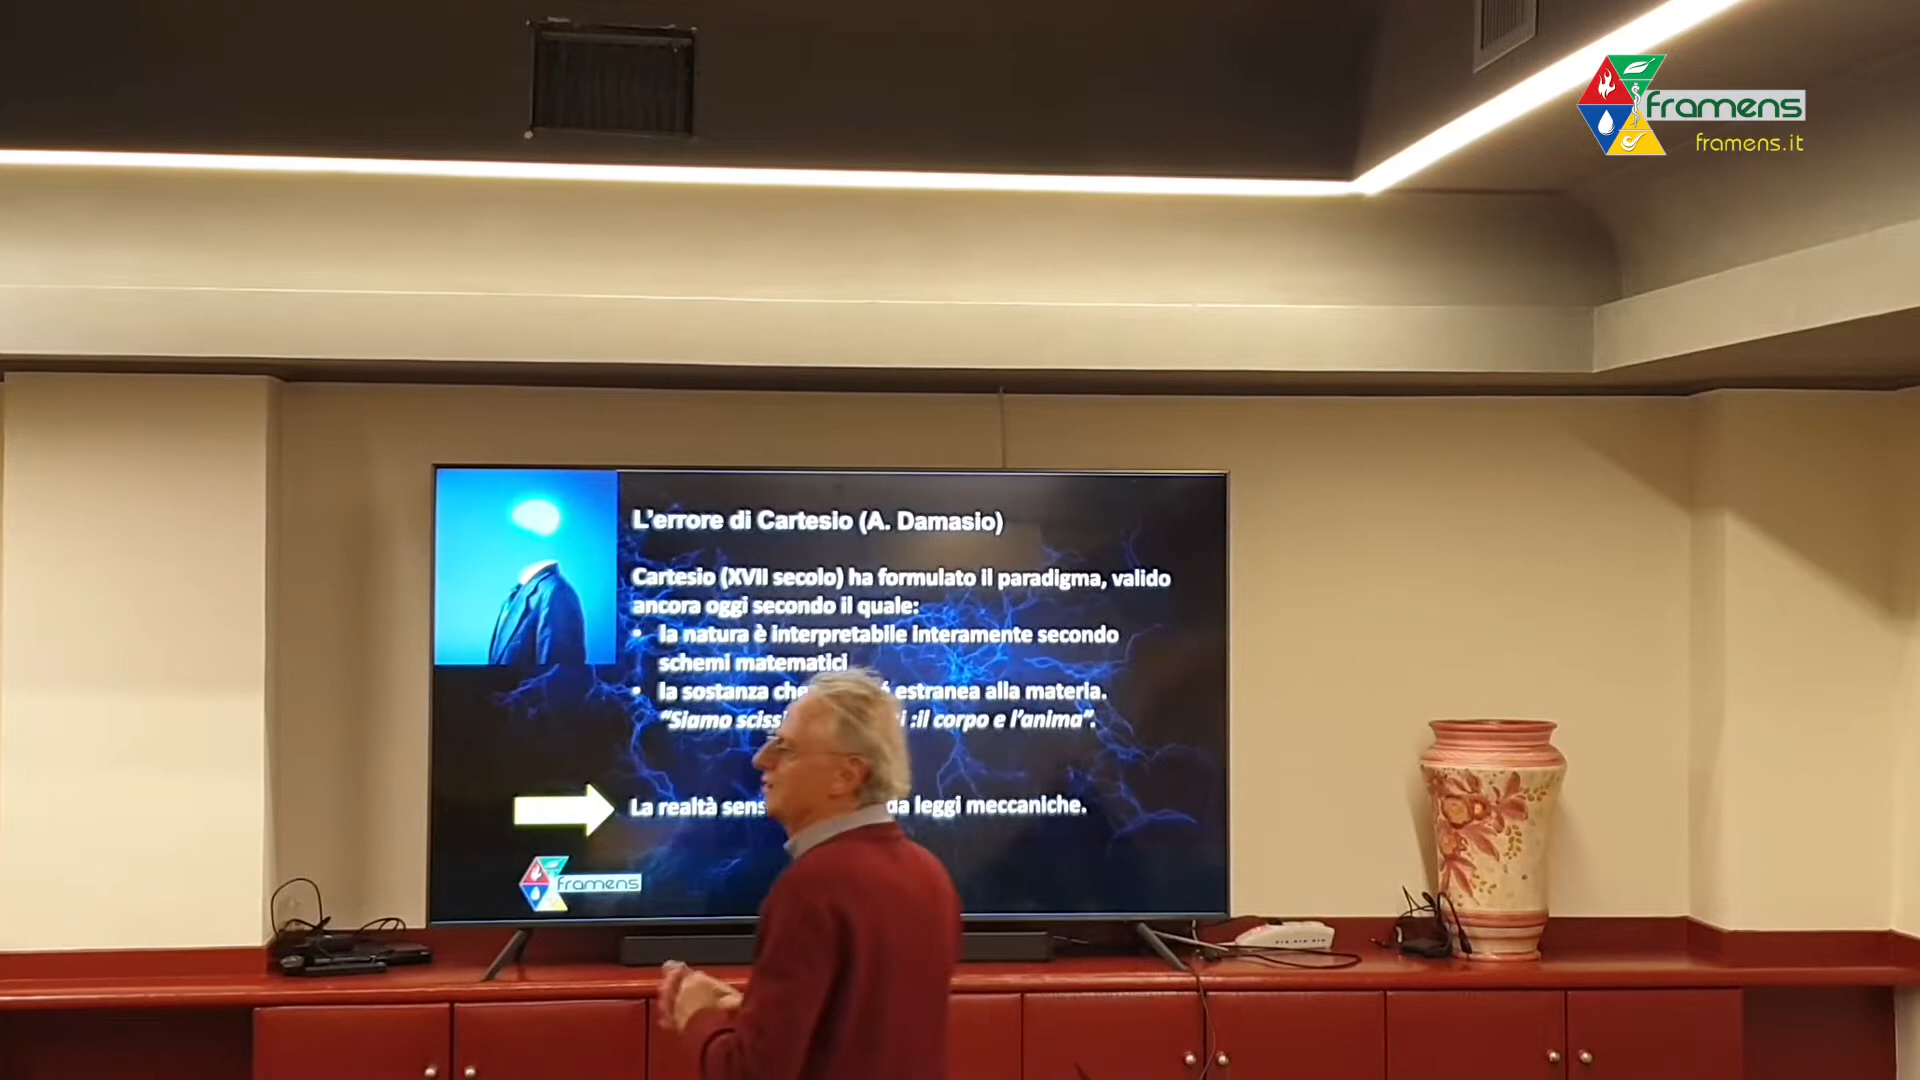 framens
framens.it
L'errore di Cartesio (A. Damasio)
Cartesio (XVII secolo) ha formulato il paradigma, valido
ancora oggi secondo il quale:
• la natura è interpretabile interamente secondo
schemi matematici
• la sostanza che é estranea alla materia.
"Siamo :il corpo e l'anima".
La realtà da leggi meccaniche.
framens